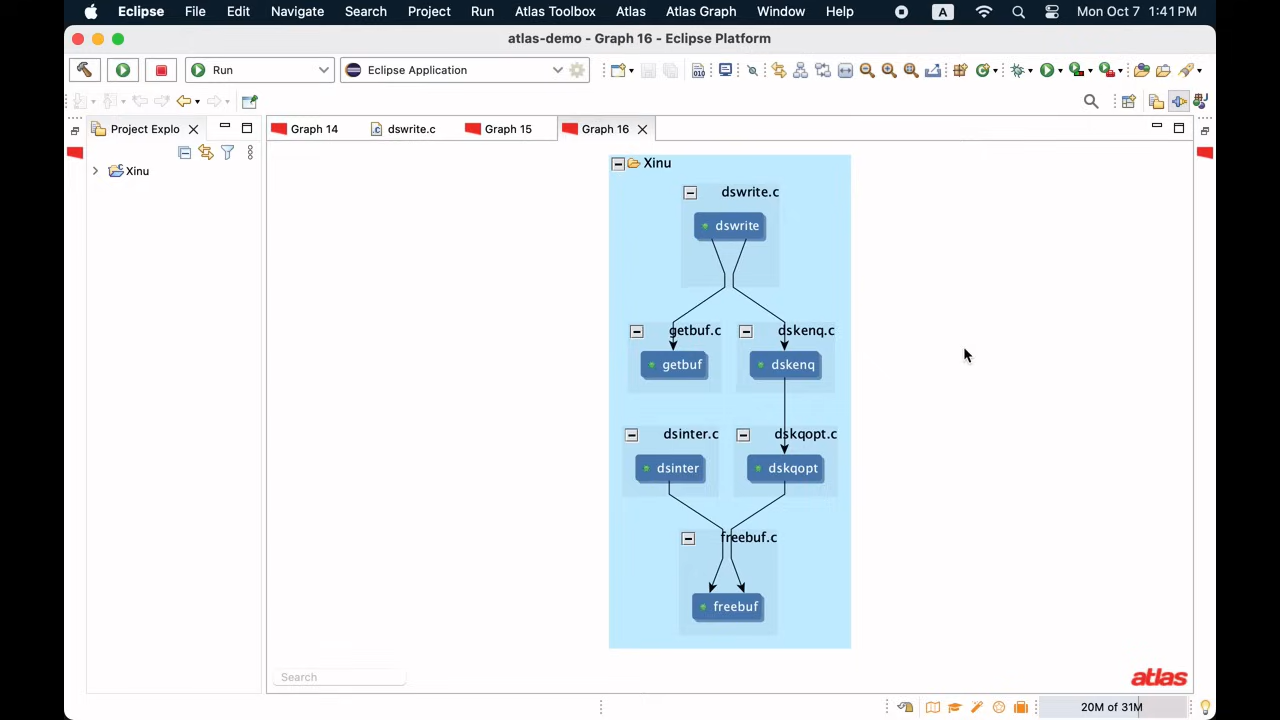 Eclipse File Edit Navigate Search Project Run Atlas Toolbox Atlas Atlas Graph Window Help A Mon Oct 7 1:41 PM
atlas-demo - Graph 16 - Eclipse Platform
Run Eclipse Application
Project Explo Graph 14 dswrite.c Graph 15 Graph 16
Xinu
Xinu
dswrite.c
dswrite
getbuf.c dskenq.c
getbuf dskenq
dsinter.c dskqopt.c
dsinter dskqopt
freebuf.c
freebuf
Search
atlas
20M of 31M